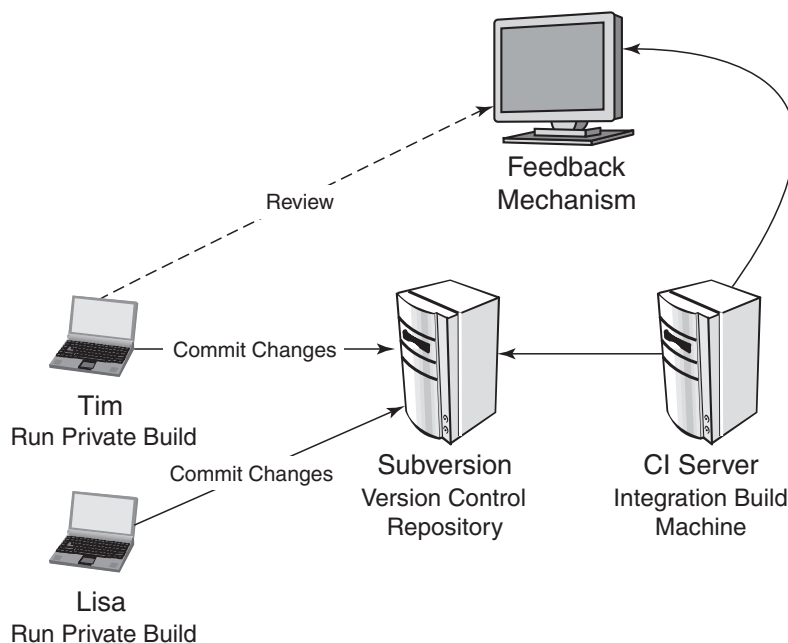 Feedback
Mechanism
Review
Commit Changes
Tim
Run Private Build
Commit Changes
Subversion
Version Control
Repository
CI Server
Integration Build
Machine
Lisa
Run Private Build